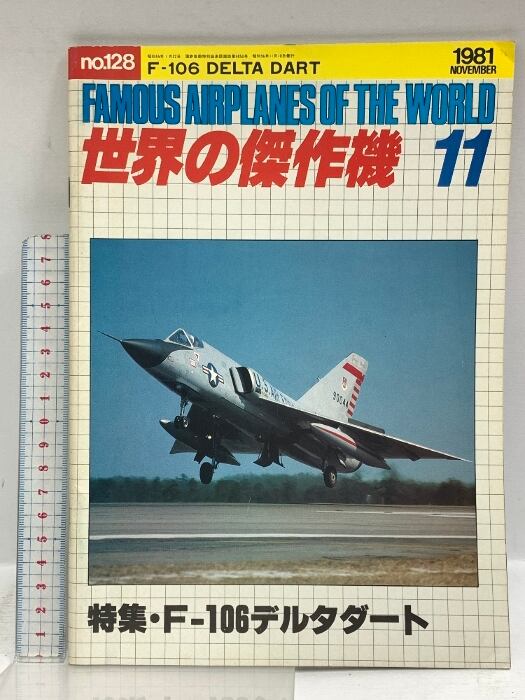 no.128
F-106 DELTA DART
1981
NOVEMBER
FAMOUS AIRPLANES OF THE WORLD
世界の傑作機 11
U.S. AIR FORCE
90044
特集・F-106デルタダート